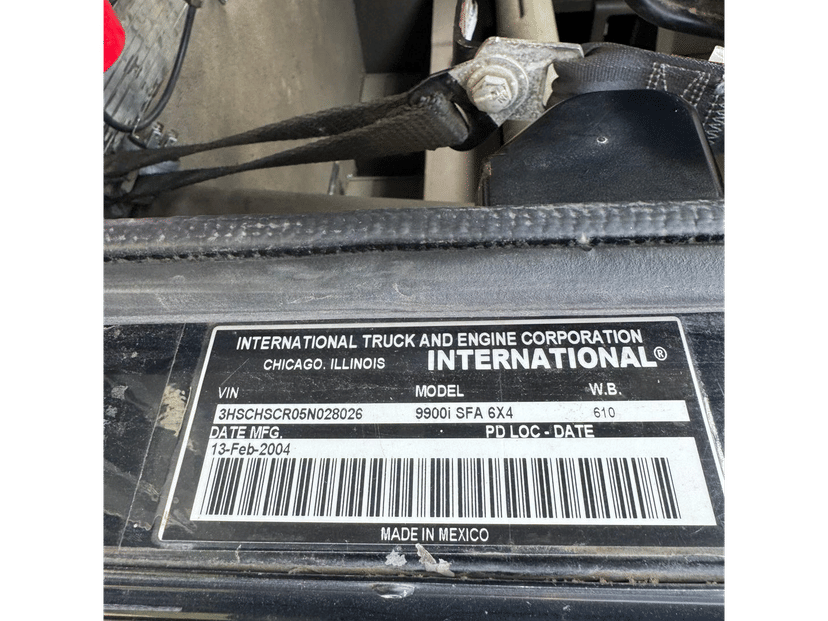 INTERNATIONAL TRUCK AND ENGINE CORPORATION
CHICAGO, ILLINOIS INTERNATIONAL®
VIN MODEL W.B.
3HSCHSCR05N028026 9900i SFA 6X4 610
DATE MFG. PD LOC - DATE
13-Feb-2004
MADE IN MEXICO